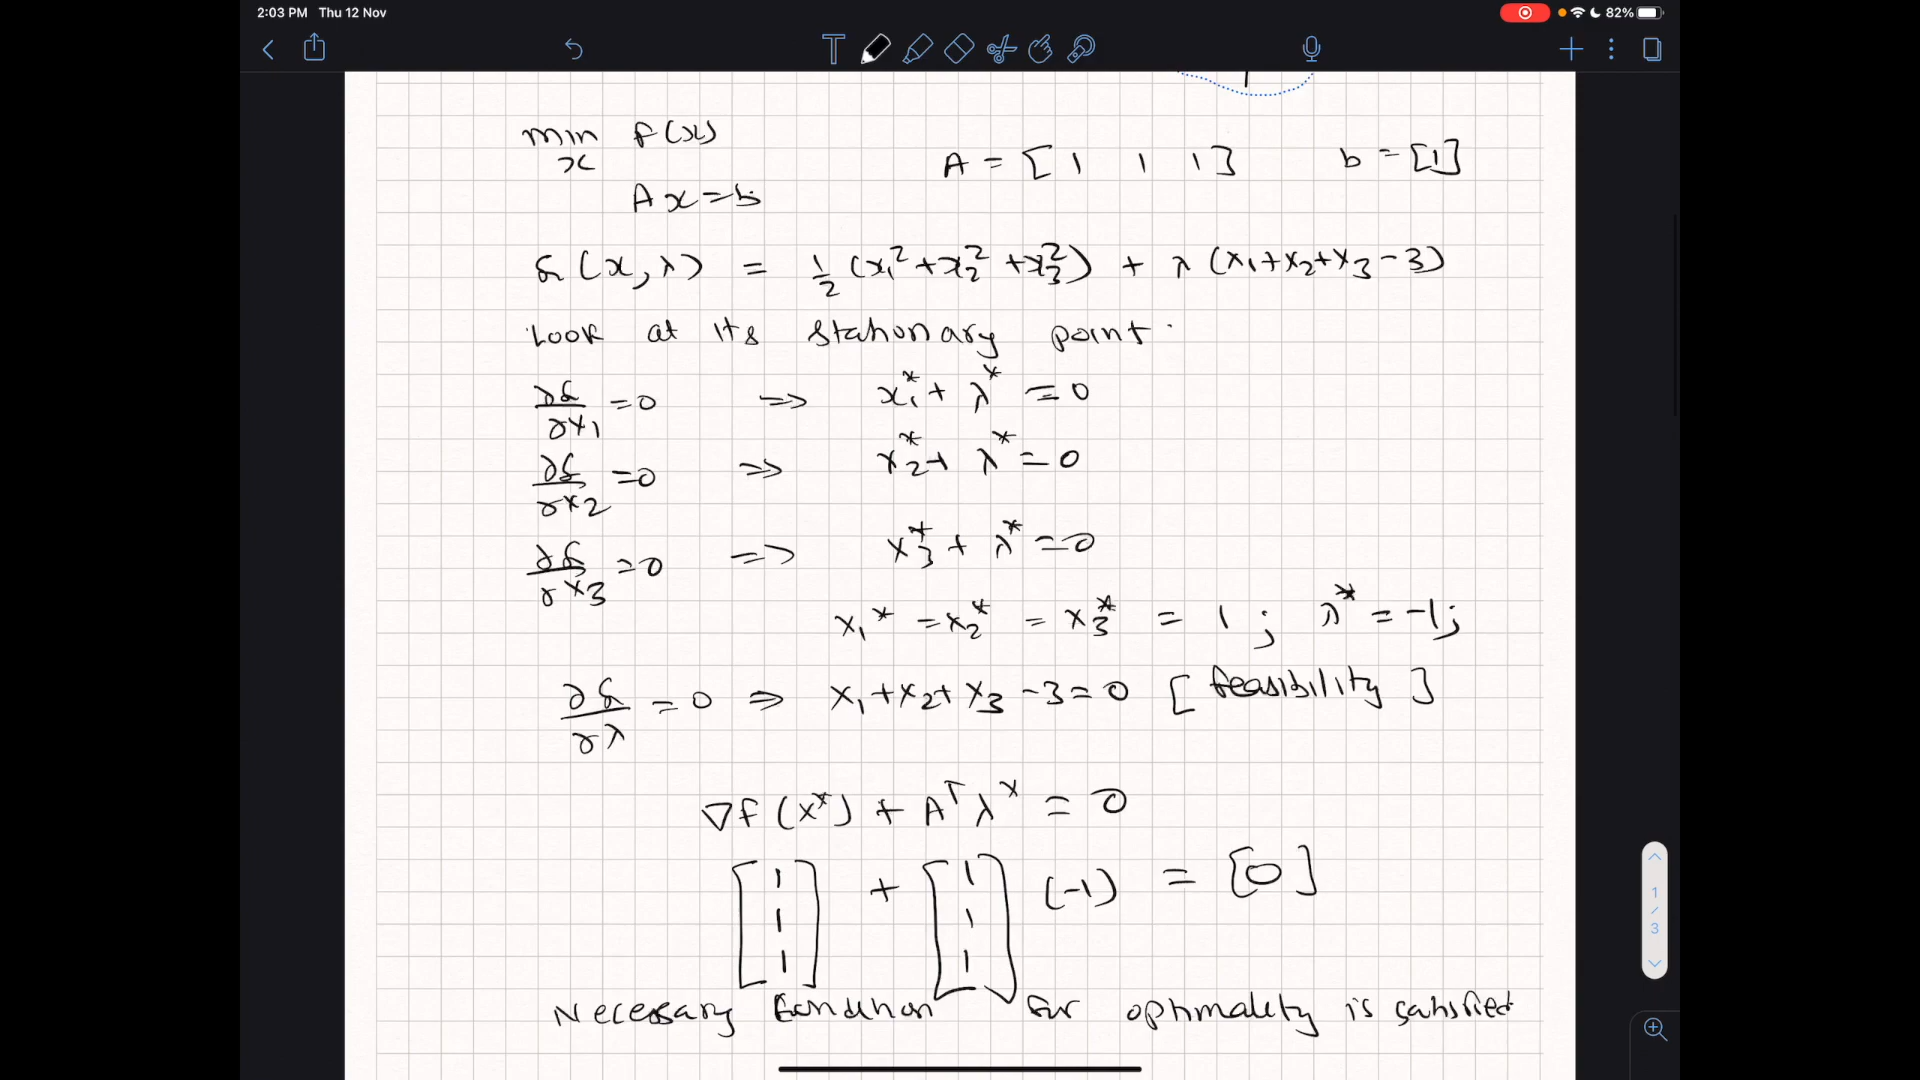 2:03 PM Thu 12 Nov
82%
min f(x)
x
Ax=b
A = [ 1 1 1 ] b = [1]
L(x,λ) = 1/2 (x₁²+x₂²+x₃²) + λ (x₁+x₂+x₃-3)
Look at its stationary point.
∂L/∂x₁ =0 => x₁*+ λ* =0
∂L/∂x₂ =0 => x₂*+ λ* =0
∂L/∂x₃ =0 => x₃*+ λ* =0
x₁* =x₂* = x₃* = 1 ; λ* = -1;
∂L/∂λ = 0 => x₁+x₂+x₃-3=0 [ feasibility ]
∇f(x*) + Aᵀλ* = 0
[1 1 1] + [1 1 1] (-1) = [0]
Necessary Condition for optimality is satisfied
1
/
3